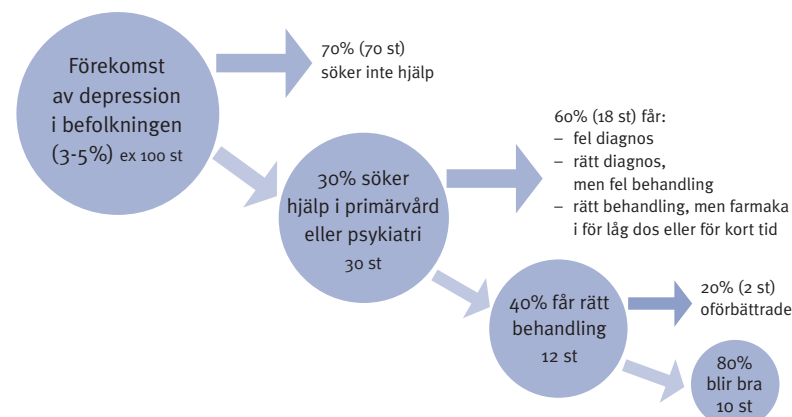 Förekomst
av depression
i befolkningen
(3-5%) ex 100 st
70% (70 st)
söker inte hjälp
30% söker
hjälp i primärvård
eller psykiatri
30 st
60% (18 st) får:
– fel diagnos
– rätt diagnos,
men fel behandling
– rätt behandling, men farmaka
i för låg dos eller för kort tid
40% får rätt
behandling
12 st
20% (2 st)
oförbättrade
80%
blir bra
10 st